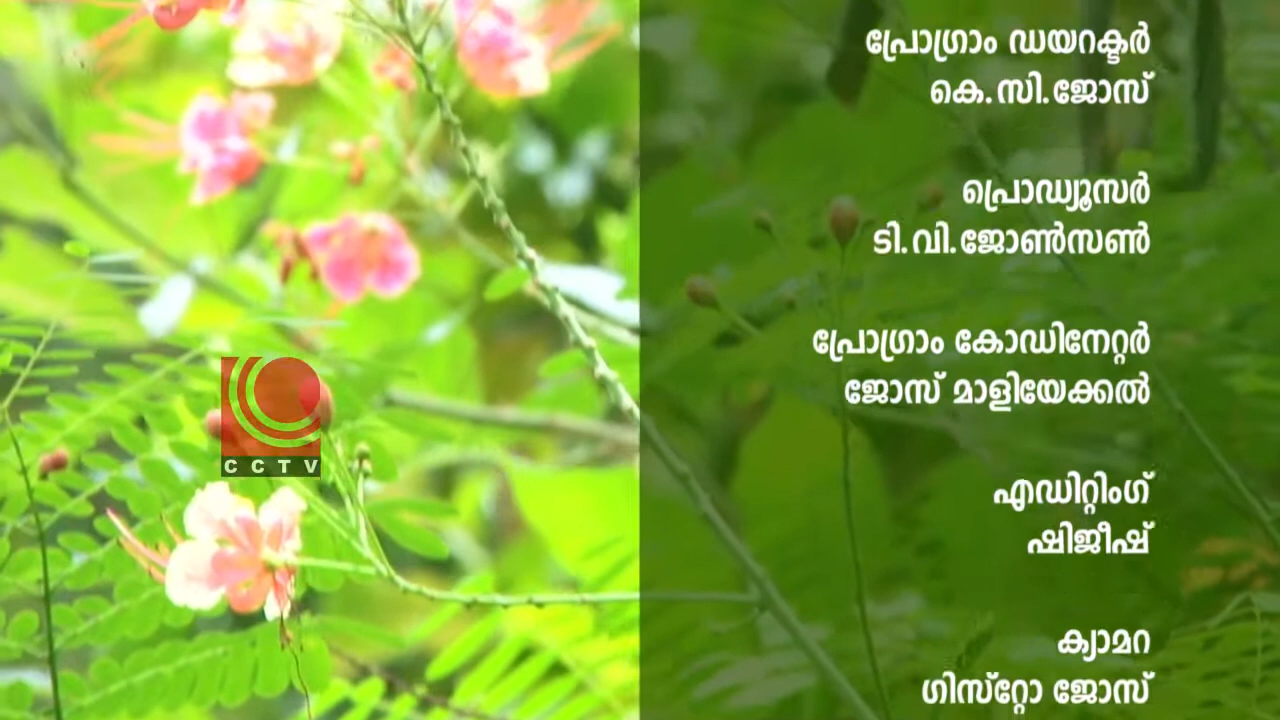 പ്രോഗ്രാം ഡയറക്ടർ
കെ.സി.ജോസ്
പ്രൊഡ്യൂസർ
ടി.വി.ജോൺസൺ
പ്രോഗ്രാം കോഡിനേറ്റർ
ജോസ് മാളിയേക്കൽ
എഡിറ്റിംഗ്
ഷിജീഷ്
ക്യാമറ
ഗിസ്റ്റോ ജോസ്
CCTV